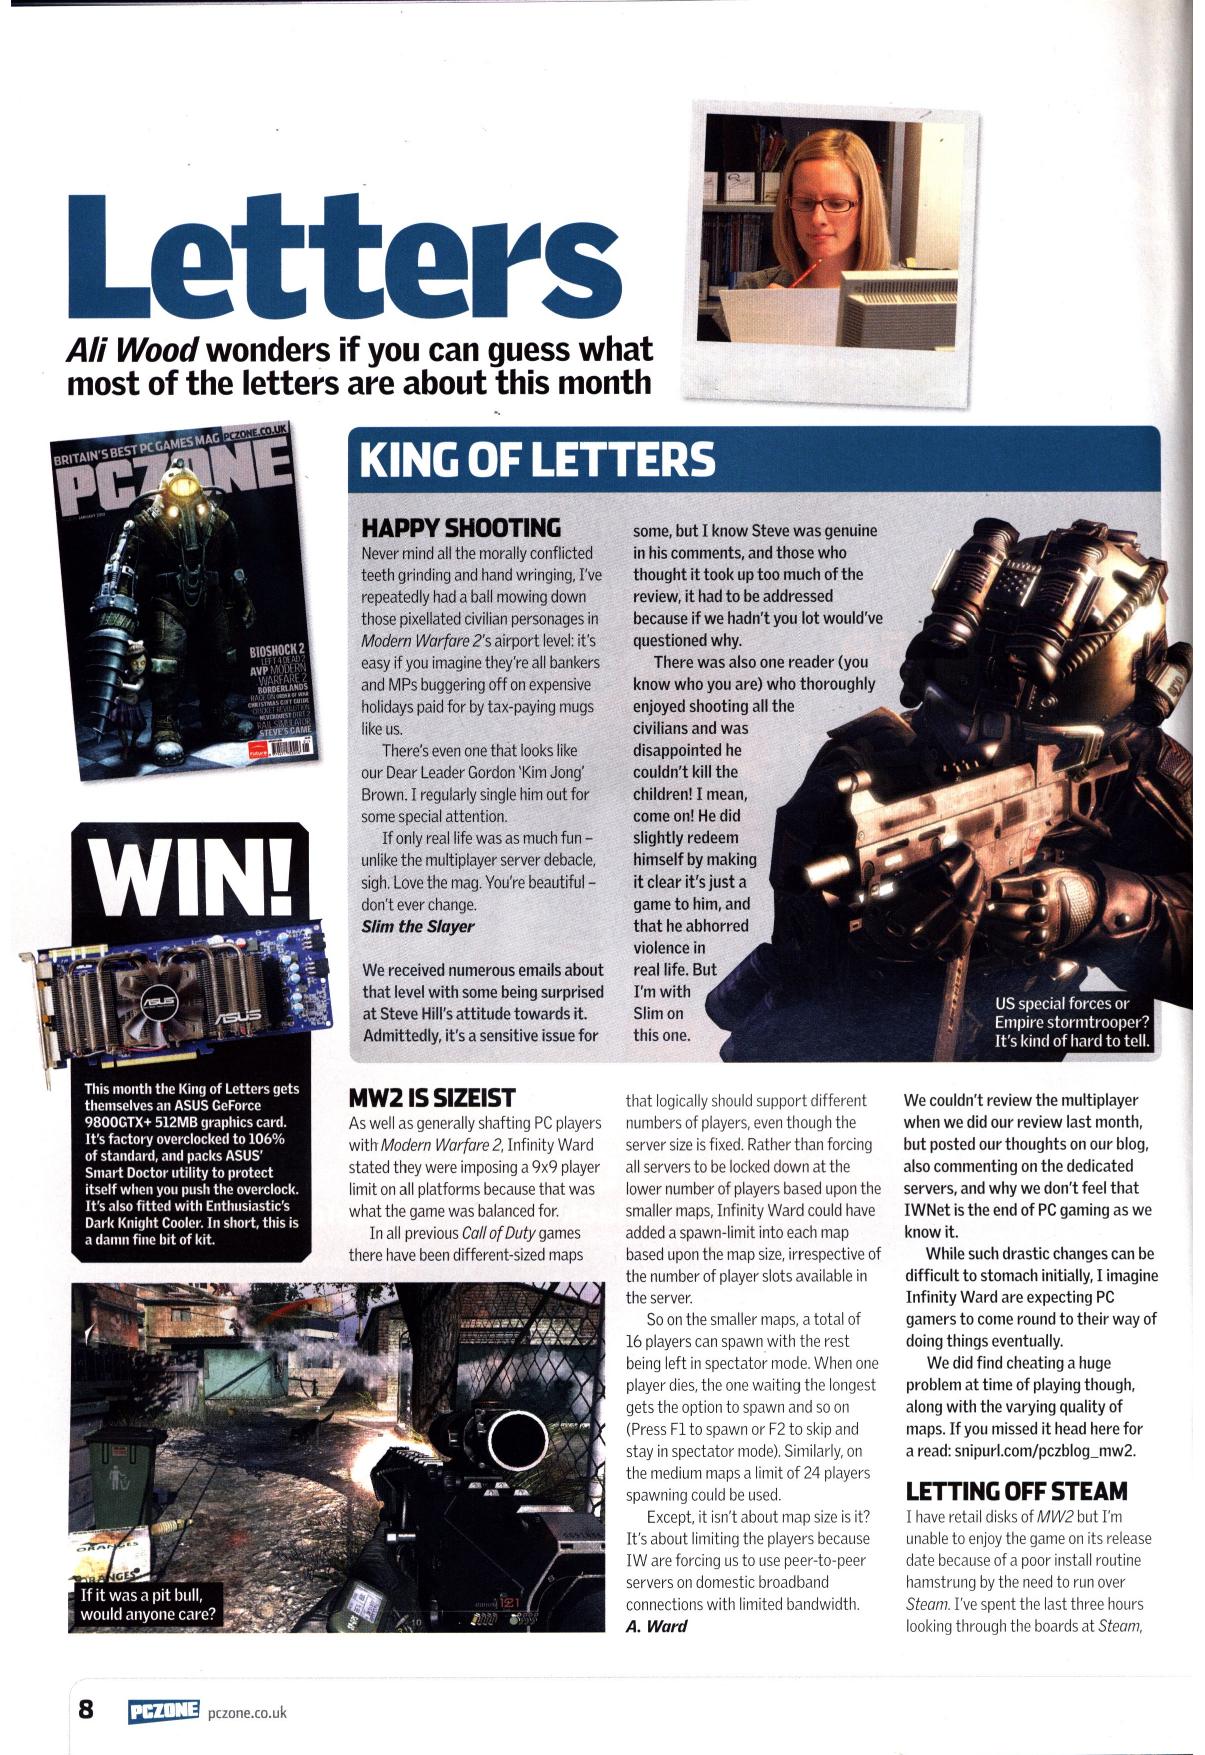 Letters
Ali Wood wonders if you can guess what
most of the letters are about this month
BRITAIN'S BEST PC GAMES MAG PCZONE.CO.UK
PCZONE
BIOSHOCK 2
LEFT 4 DEAD 2
AVP MODERN
WARFARE 2
BORDERLANDS
CHRISTMAS GIFT GUIDE
RAIL SIMULATOR
STEVE'S GAME
WIN!
ASUS
ASUS
This month the King of Letters gets
themselves an ASUS GeForce
9800GTX+ 512MB graphics card.
It's factory overclocked to 106%
of standard, and packs ASUS'
Smart Doctor utility to protect
itself when you push the overclock.
It's also fitted with Enthusiastic's
Dark Knight Cooler. In short, this is
a damn fine bit of kit.
KING OF LETTERS
HAPPY SHOOTING
Never mind all the morally conflicted
teeth grinding and hand wringing, I've
repeatedly had a ball mowing down
those pixellated civilian personages in
Modern Warfare 2's airport level: it's
easy if you imagine they're all bankers
and MPs buggering off on expensive
holidays paid for by tax-paying mugs
like us.
There's even one that looks like
our Dear Leader Gordon 'Kim Jong'
Brown. I regularly single him out for
some special attention.
If only real life was as much fun –
unlike the multiplayer server debacle,
sigh. Love the mag. You're beautiful –
don't ever change.
Slim the Slayer
We received numerous emails about
that level with some being surprised
at Steve Hill's attitude towards it.
Admittedly, it's a sensitive issue for
some, but I know Steve was genuine
in his comments, and those who
thought it took up too much of the
review, it had to be addressed
because if we hadn't you lot would've
questioned why.
There was also one reader (you
know who you are) who thoroughly
enjoyed shooting all the
civilians and was
disappointed he
couldn't kill the
children! I mean,
come on! He did
slightly redeem
himself by making
it clear it's just a
game to him, and
that he abhorred
violence in
real life. But
I'm with
Slim on
this one.
US special forces or
Empire stormtrooper?
It's kind of hard to tell.
MW2 IS SIZEIST
As well as generally shafting PC players
with Modern Warfare 2, Infinity Ward
stated they were imposing a 9x9 player
limit on all platforms because that was
what the game was balanced for.
In all previous Call of Duty games
there have been different-sized maps
that logically should support different
numbers of players, even though the
server size is fixed. Rather than forcing
all servers to be locked down at the
lower number of players based upon the
smaller maps, Infinity Ward could have
added a spawn-limit into each map
based upon the map size, irrespective of
the number of player slots available in
the server.
So on the smaller maps, a total of
16 players can spawn with the rest
being left in spectator mode. When one
player dies, the one waiting the longest
gets the option to spawn and so on
(Press F1 to spawn or F2 to skip and
stay in spectator mode). Similarly, on
the medium maps a limit of 24 players
spawning could be used.
Except, it isn't about map size is it?
It's about limiting the players because
IW are forcing us to use peer-to-peer
servers on domestic broadband
connections with limited bandwidth.
A. Ward
We couldn't review the multiplayer
when we did our review last month,
but posted our thoughts on our blog,
also commenting on the dedicated
servers, and why we don't feel that
IWNet is the end of PC gaming as we
know it.
While such drastic changes can be
difficult to stomach initially, I imagine
Infinity Ward are expecting PC
gamers to come round to their way of
doing things eventually.
We did find cheating a huge
problem at time of playing though,
along with the varying quality of
maps. If you missed it head here for
a read: snipurl.com/pczblog_mw2.
LETTING OFF STEAM
I have retail disks of MW2 but I'm
unable to enjoy the game on its release
date because of a poor install routine
hamstrung by the need to run over
Steam. I've spent the last three hours
looking through the boards at Steam,
ORANGES
ORANGES
121
If it was a pit bull,
would anyone care?
8 PCZONE pczone.co.uk